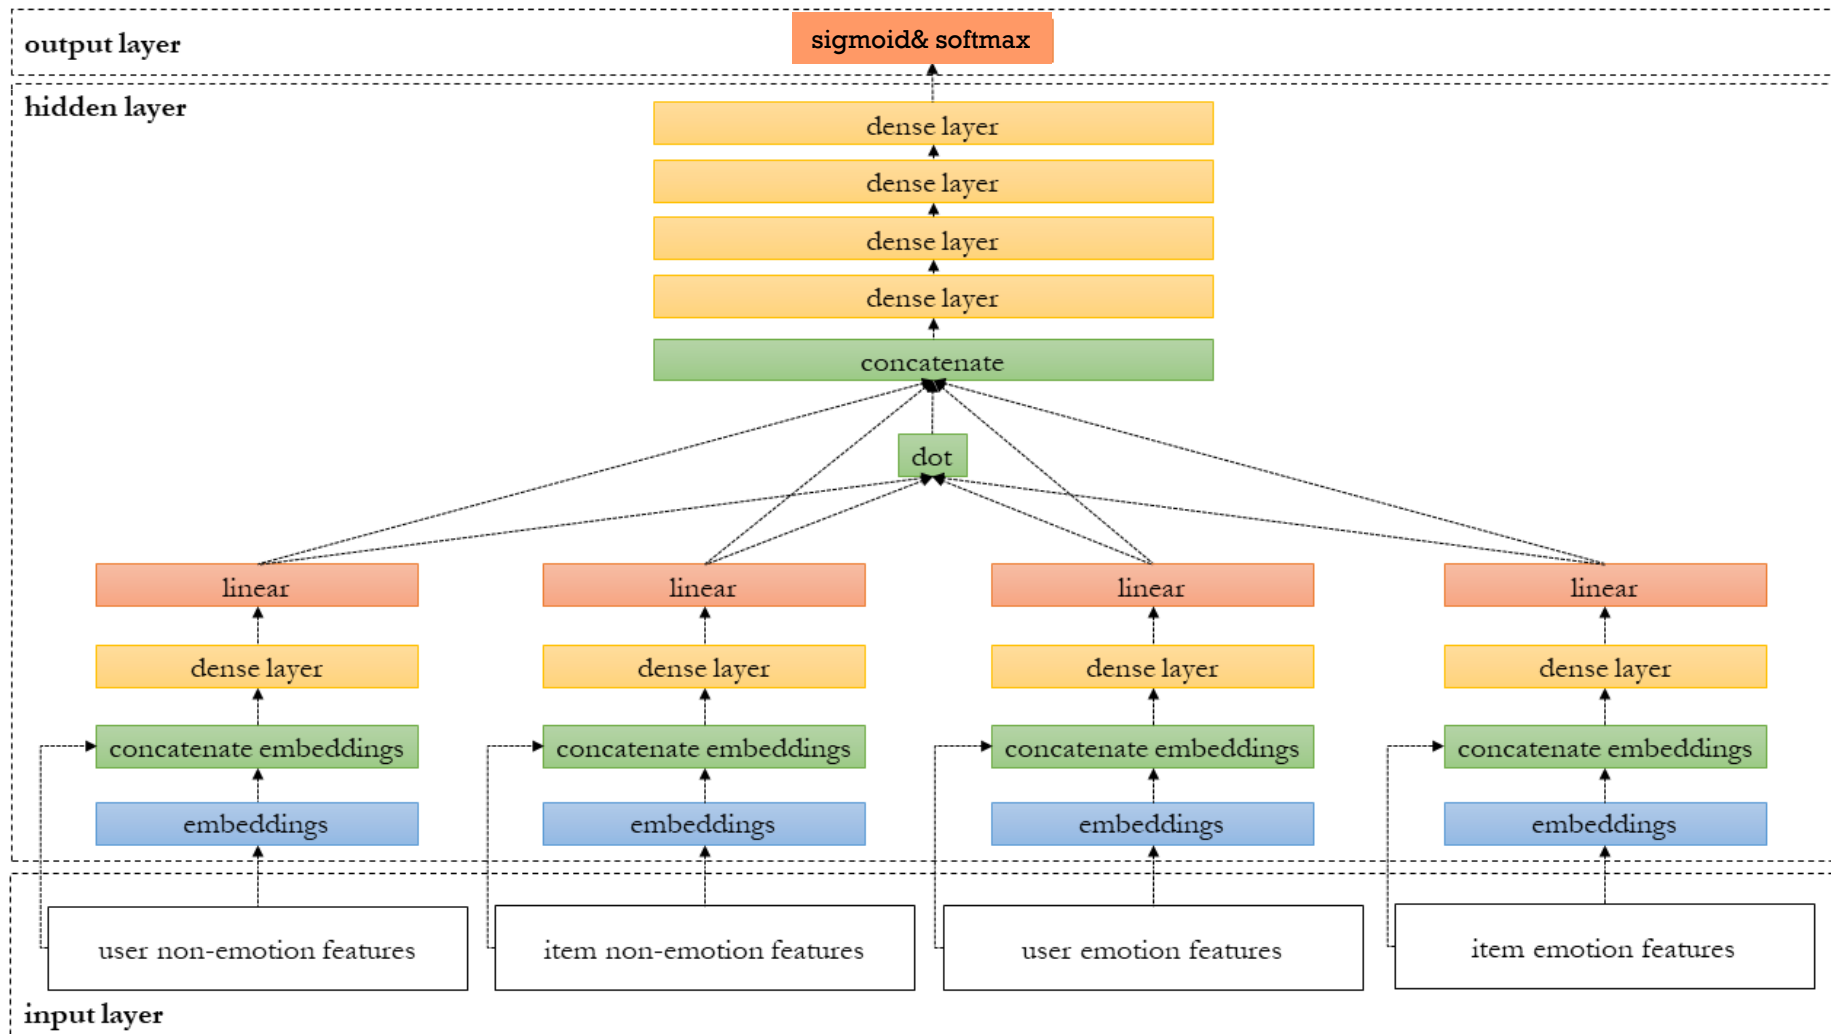 output layer
sigmoid& softmax
hidden layer
dense layer
dense layer
dense layer
dense layer
concatenate
dot
linear linear linear linear
dense layer dense layer dense layer dense layer
concatenate embeddings concatenate embeddings concatenate embeddings concatenate embeddings
embeddings embeddings embeddings embeddings
user non-emotion features item non-emotion features user emotion features item emotion features
input layer